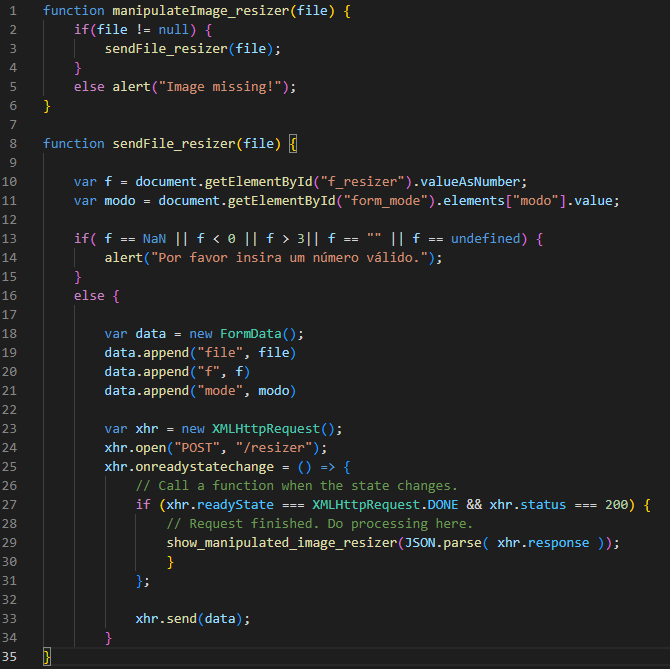 1 function manipulateImage_resizer(file) {
2 if(file != null) {
3 sendFile_resizer(file);
4 }
5 else alert("Image missing!");
6 }
7
8 function sendFile_resizer(file) {
9
10 var f = document.getElementById("f_resizer").valueAsNumber;
11 var modo = document.getElementById("form_mode").elements["modo"].value;
12
13 if( f == NaN || f < 0 || f > 3|| f == "" || f == undefined) {
14 alert("Por favor insira um número válido.");
15 }
16 else {
17
18 var data = new FormData();
19 data.append("file", file)
20 data.append("f", f)
21 data.append("mode", modo)
22
23 var xhr = new XMLHttpRequest();
24 xhr.open("POST", "/resizer");
25 xhr.onreadystatechange = () => {
26 // Call a function when the state changes.
27 if (xhr.readyState === XMLHttpRequest.DONE && xhr.status === 200) {
28 // Request finished. Do processing here.
29 show_manipulated_image_resizer(JSON.parse( xhr.response ));
30 }
31 };
32
33 xhr.send(data);
34 }
35 }